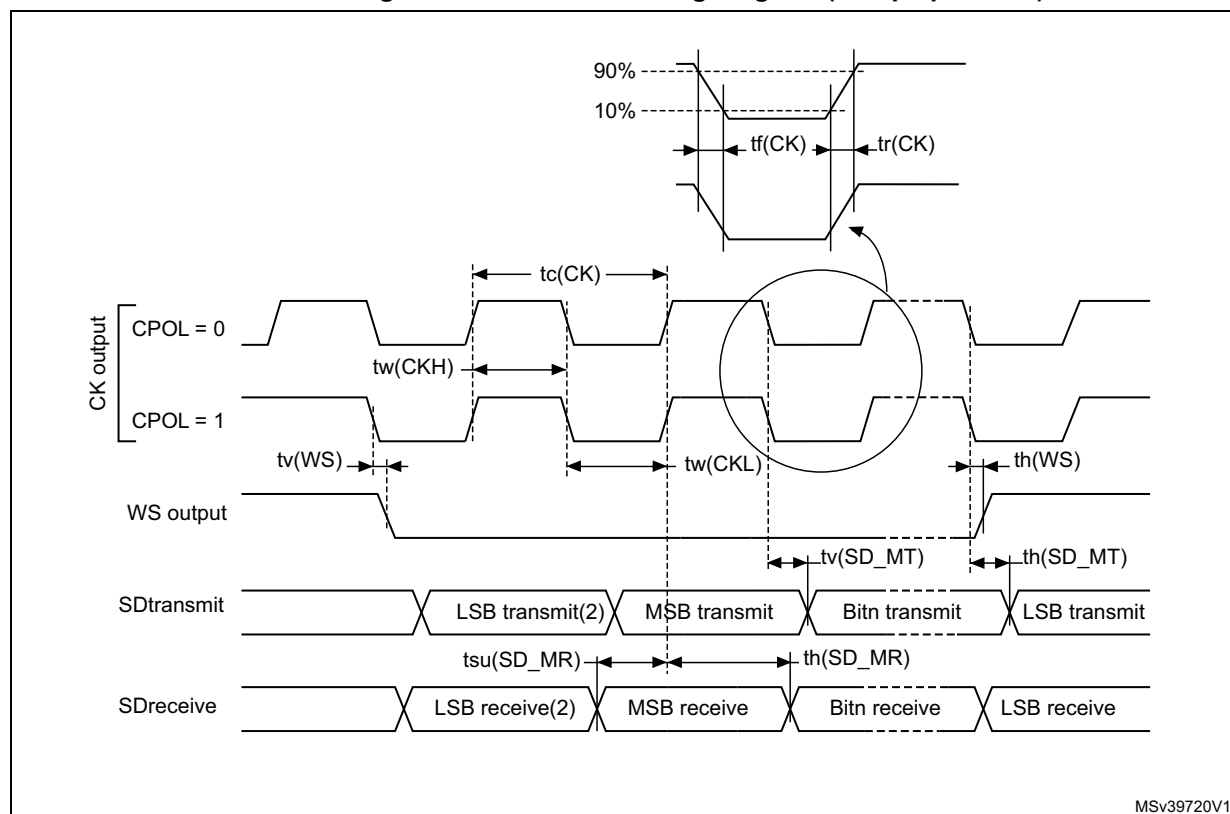 90%
10%
tf(CK)
tr(CK)
tc(CK)
CK output
CPOL = 0
tw(CKH)
CPOL = 1
tv(WS)
tw(CKL)
th(WS)
WS output
tv(SD_MT)
th(SD_MT)
SDtransmit
LSB transmit(2)
MSB transmit
Bitn transmit
LSB transmit
tsu(SD_MR)
th(SD_MR)
SDreceive
LSB receive(2)
MSB receive
Bitn receive
LSB receive
MSv39720V1